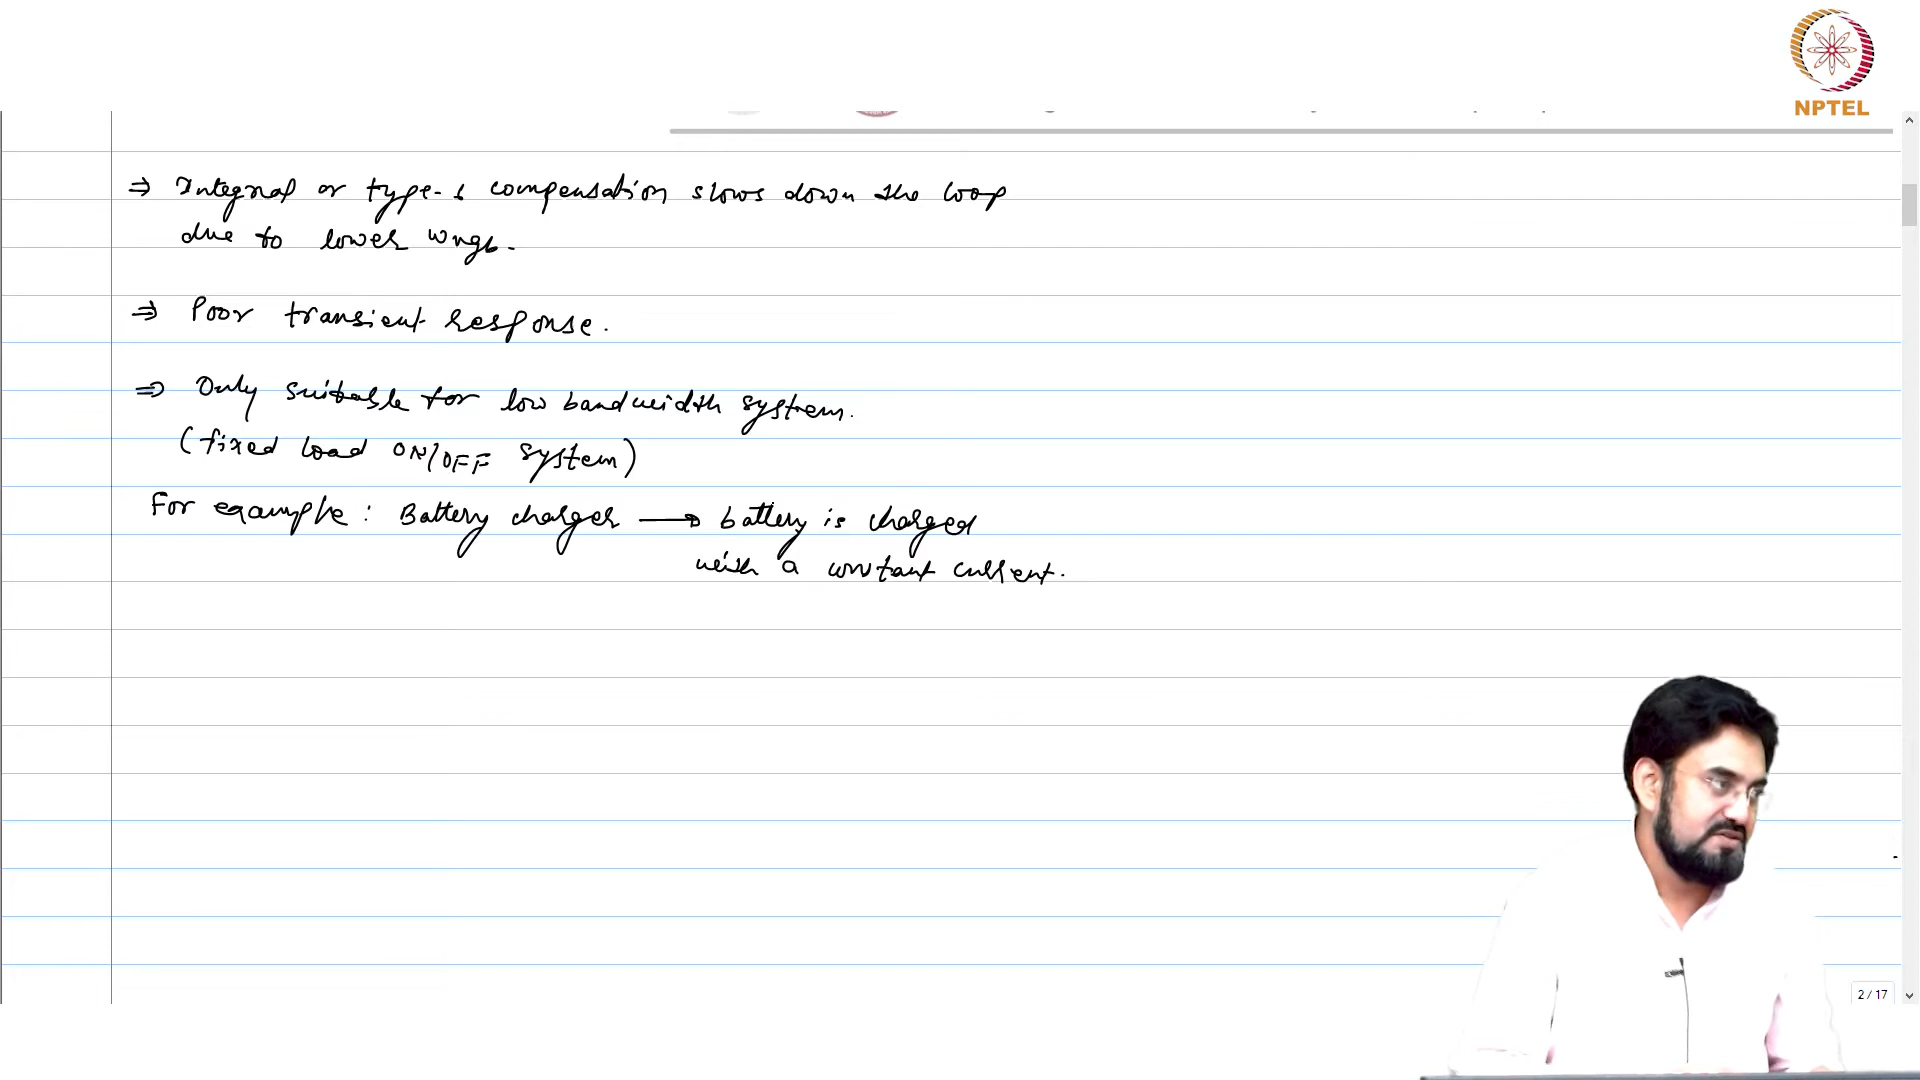 NPTEL
⇒ Integral or type-1 compensation slows down the loop
due to lower ωugb.
⇒ Poor transient response.
⇒ Only suitable for low bandwidth system.
(fixed load ON/OFF system)
For example: Battery charger → battery is charged
with a constant current.
2 / 17